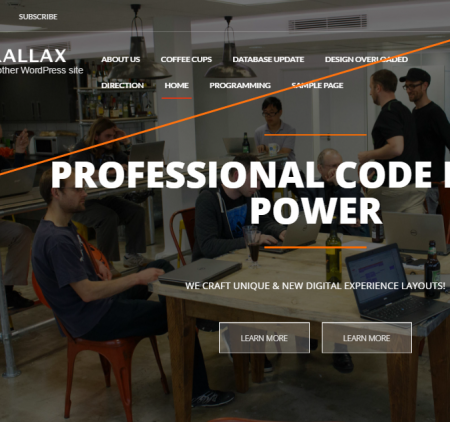 SUBSCRIBE
ALLAX
other WordPress site
ABOUT US COFFEE CUPS DATABASE UPDATE DESIGN OVERLOADED
DIRECTION HOME PROGRAMMING SAMPLE PAGE
PROFESSIONAL CODE
POWER
WE CRAFT UNIQUE & NEW DIGITAL EXPERIENCE LAYOUTS!
LEARN MORE LEARN MORE